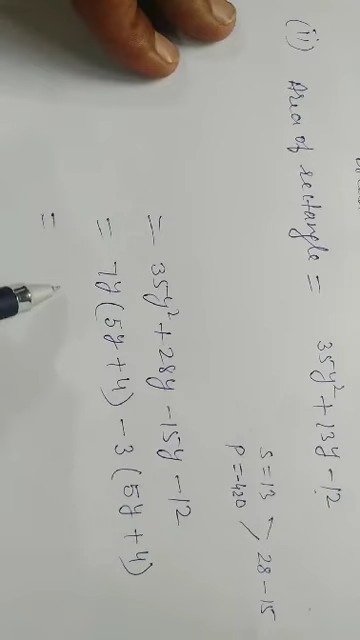 (ii) Area of rectangle = 35y² + 13y - 12
S = 13
P = -420 > 28 - 15
= 35y² + 28y - 15y - 12
= 7y (5y + 4) - 3 (5y + 4)
=